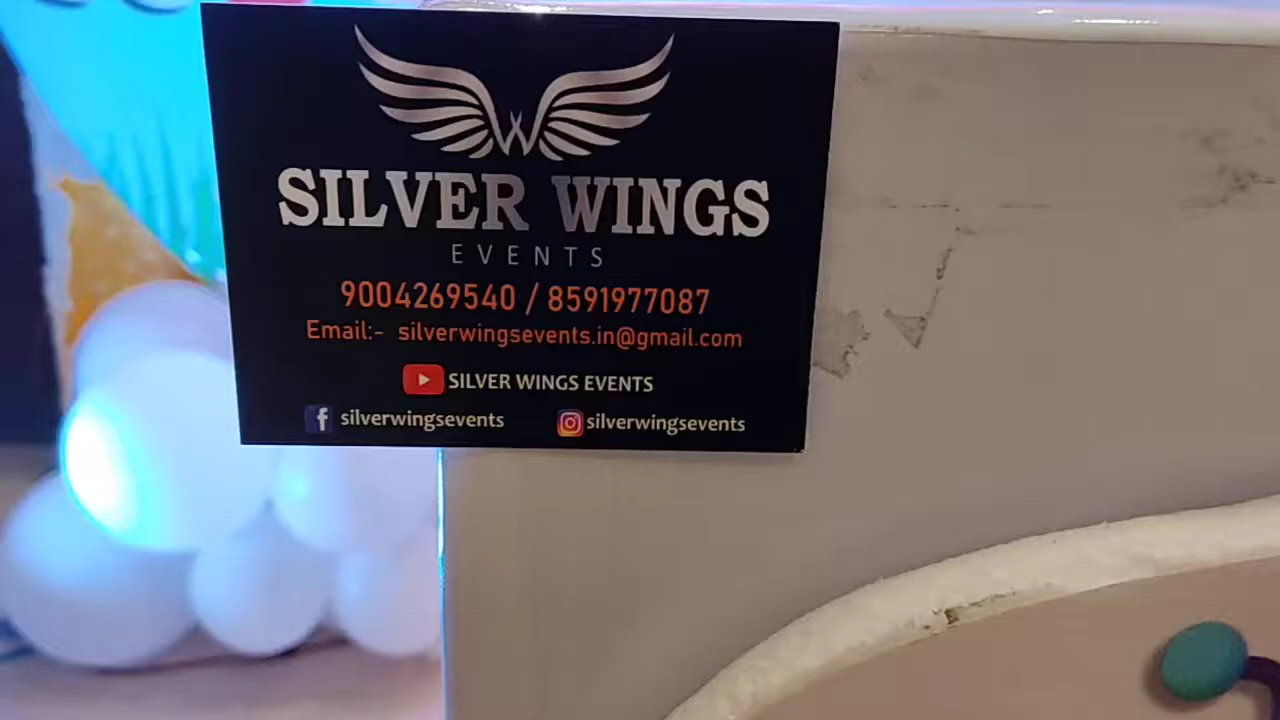 SILVER WINGS
EVENTS
9004269540 / 8591977087
Email:- silverwingsevents.in@gmail.com
SILVER WINGS EVENTS
silverwingsevents silverwingsevents